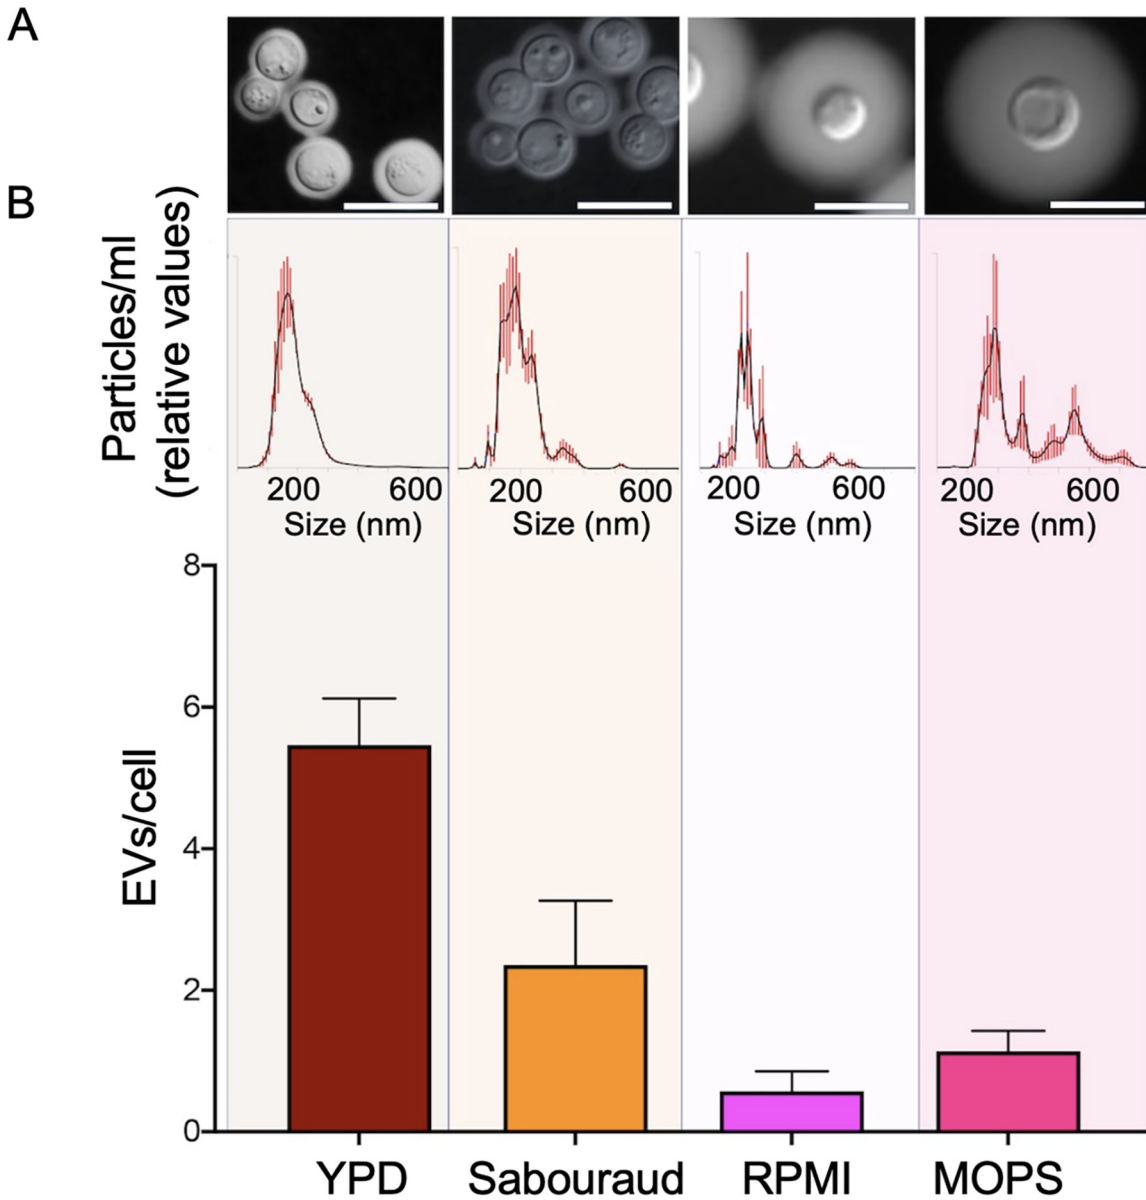 A
B
Particles/ml
(relative values)
200 600
Size (nm)
200 600
Size (nm)
200 600
Size (nm)
200 600
Size (nm)
EVs/cell
8
6
4
2
0
YPD
Sabouraud
RPMI
MOPS